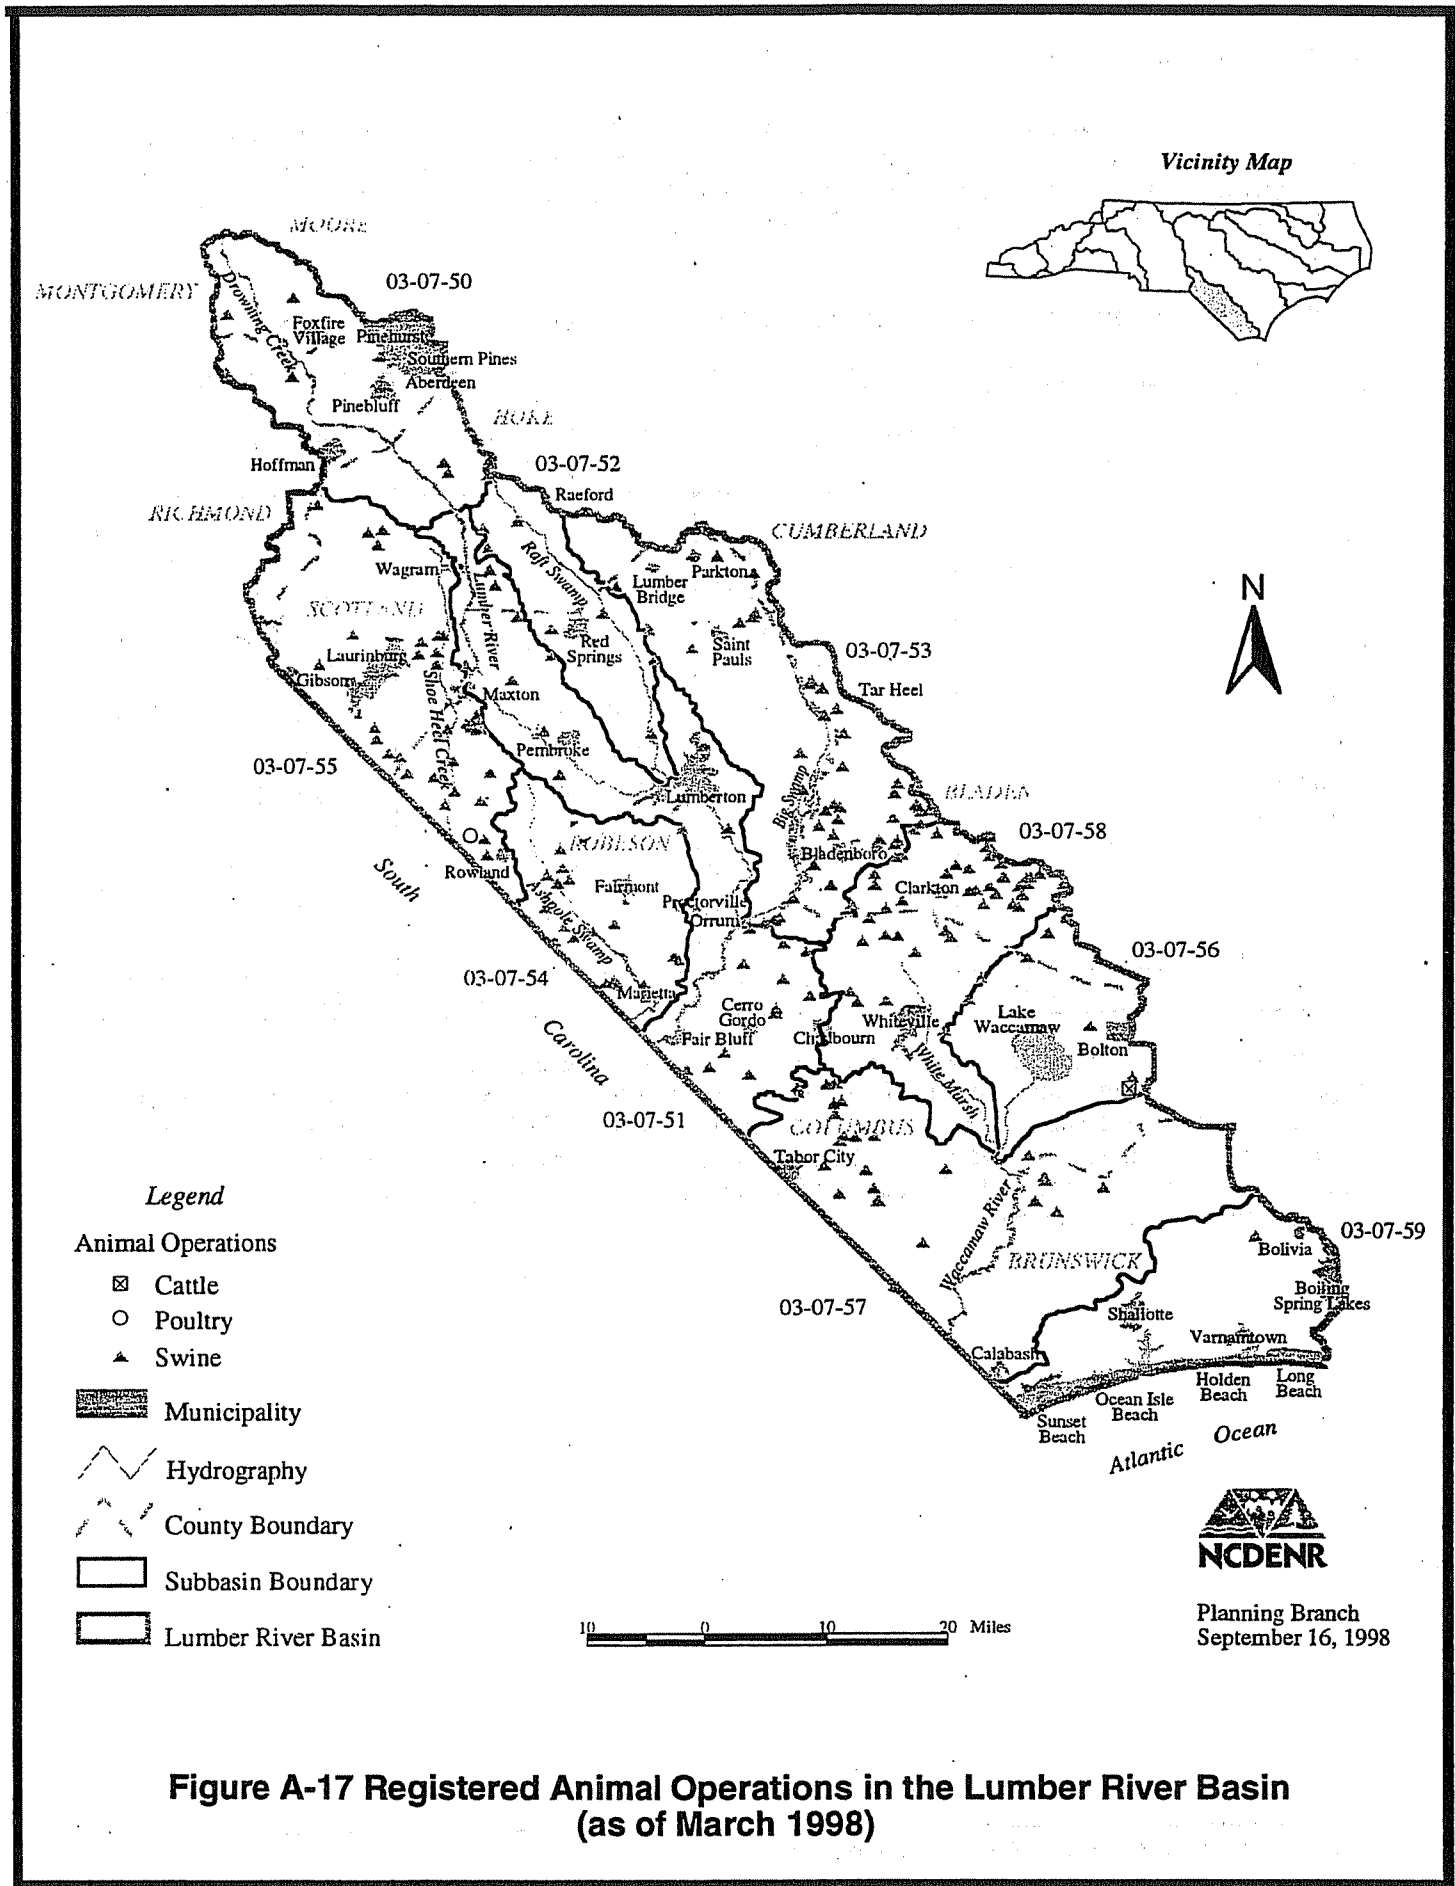 Vicinity Map
MOORE
MONTGOMERY
03-07-50
Drowning Creek
Foxfire
Village
Pinehurst
Southern Pines
Aberdeen
Pinebluff
HOKE
Hoffman
03-07-52
Raeford
RICHMOND
CUMBERLAND
Wagram
Raft Swamp
Lumber
Bridge
Parkton
N
SCOTLAND
Lumber River
Red
Springs
Saint
Pauls
03-07-53
Laurinburg
Gibson
Shoe Heel Creek
Maxton
Tar Heel
Pembroke
03-07-55
Lumberton
Big Swamp
BLADEN
03-07-58
ROBESON
Bladenboro
South
Rowland
Ashpole Swamp
Fairmont
Clarkton
Proctorville
Orrum
03-07-56
03-07-54
Marietta
Cerro
Gordo
Whiteville
Lake
Waccamaw
Carolina
Fair Bluff
Chadbourn
Bolton
White Marsh
03-07-51
COLUMBUS
Tabor City
Waccamaw River
Legend
Animal Operations
Cattle
Poultry
Swine
Municipality
Hydrography
County Boundary
Subbasin Boundary
Lumber River Basin
03-07-59
Bolivia
BRUNSWICK
Boiling
Spring Lakes
03-07-57
Shallotte
Varnamtown
Calabash
Holden
Beach
Long
Beach
Ocean Isle
Beach
Sunset
Beach
Atlantic Ocean
NCDENR
10 0 10 20 Miles
Planning Branch
September 16, 1998
Figure A-17 Registered Animal Operations in the Lumber River Basin
(as of March 1998)